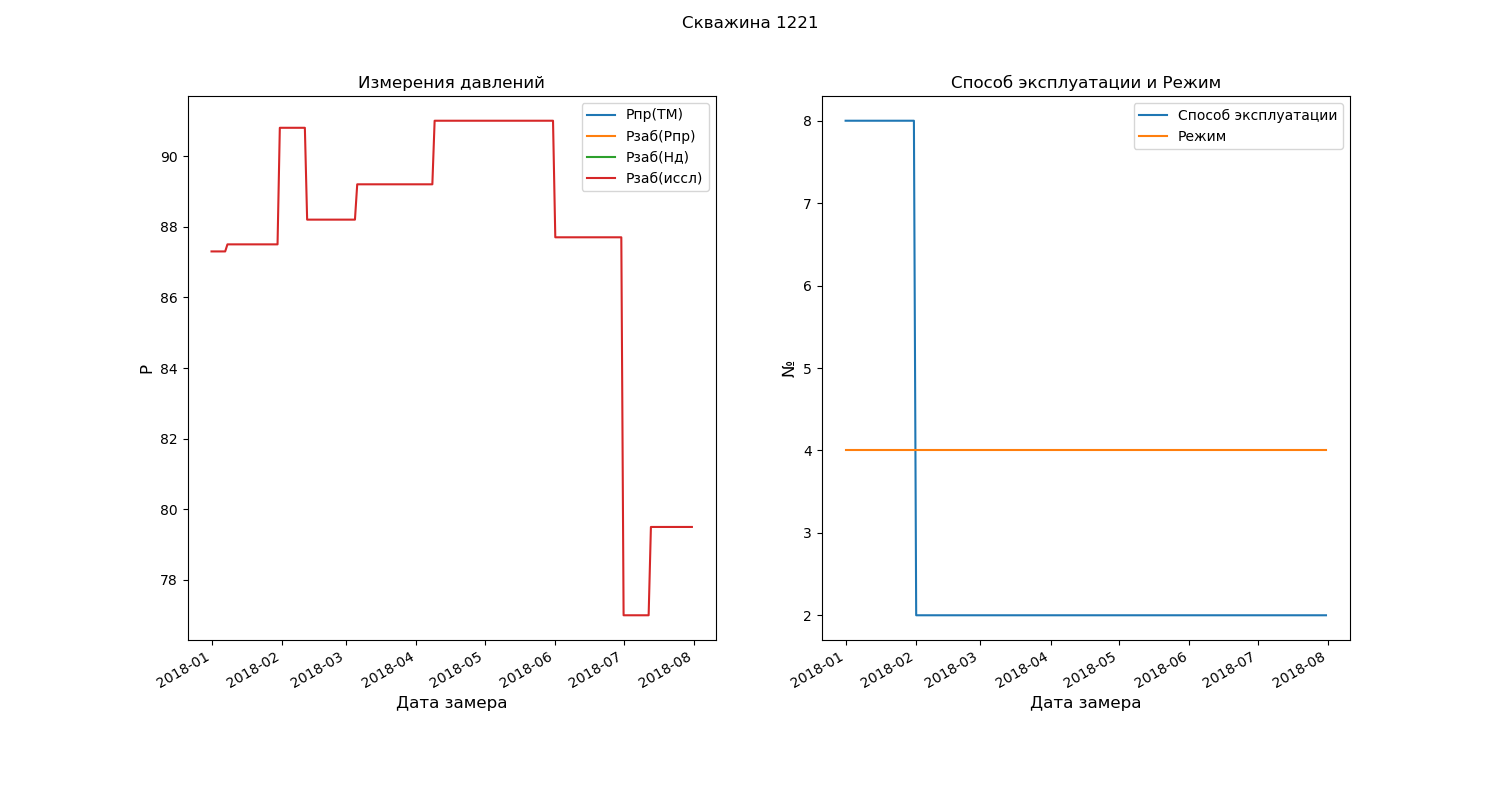 Скважина 1221
Измерения давлений
Рпр(ТМ)
Рзаб(Рпр)
Рзаб(Нд)
Рзаб(иссл)
90
88
86
84
82
80
78
Р
2018-01
2018-02
2018-03
2018-04
2018-05
2018-06
2018-07
2018-08
Дата замера
Способ эксплуатации и Режим
Способ эксплуатации
Режим
8
7
6
5
4
3
2
№
2018-01
2018-02
2018-03
2018-04
2018-05
2018-06
2018-07
2018-08
Дата замера